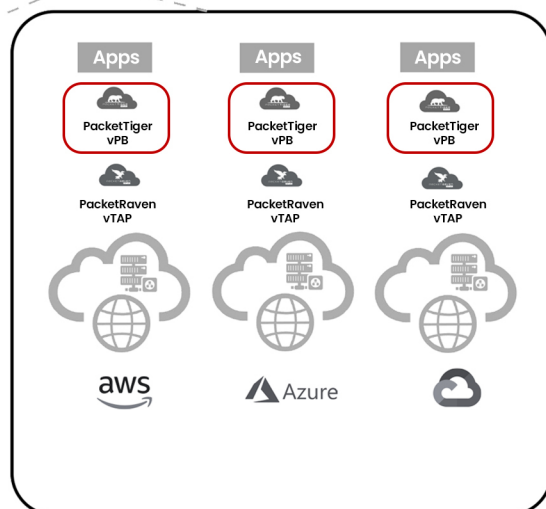 Apps
Apps
Apps
PacketTiger
vPB
PacketTiger
vPB
PacketTiger
vPB
PacketRaven
vTAP
PacketRaven
vTAP
PacketRaven
vTAP
aws
Azure